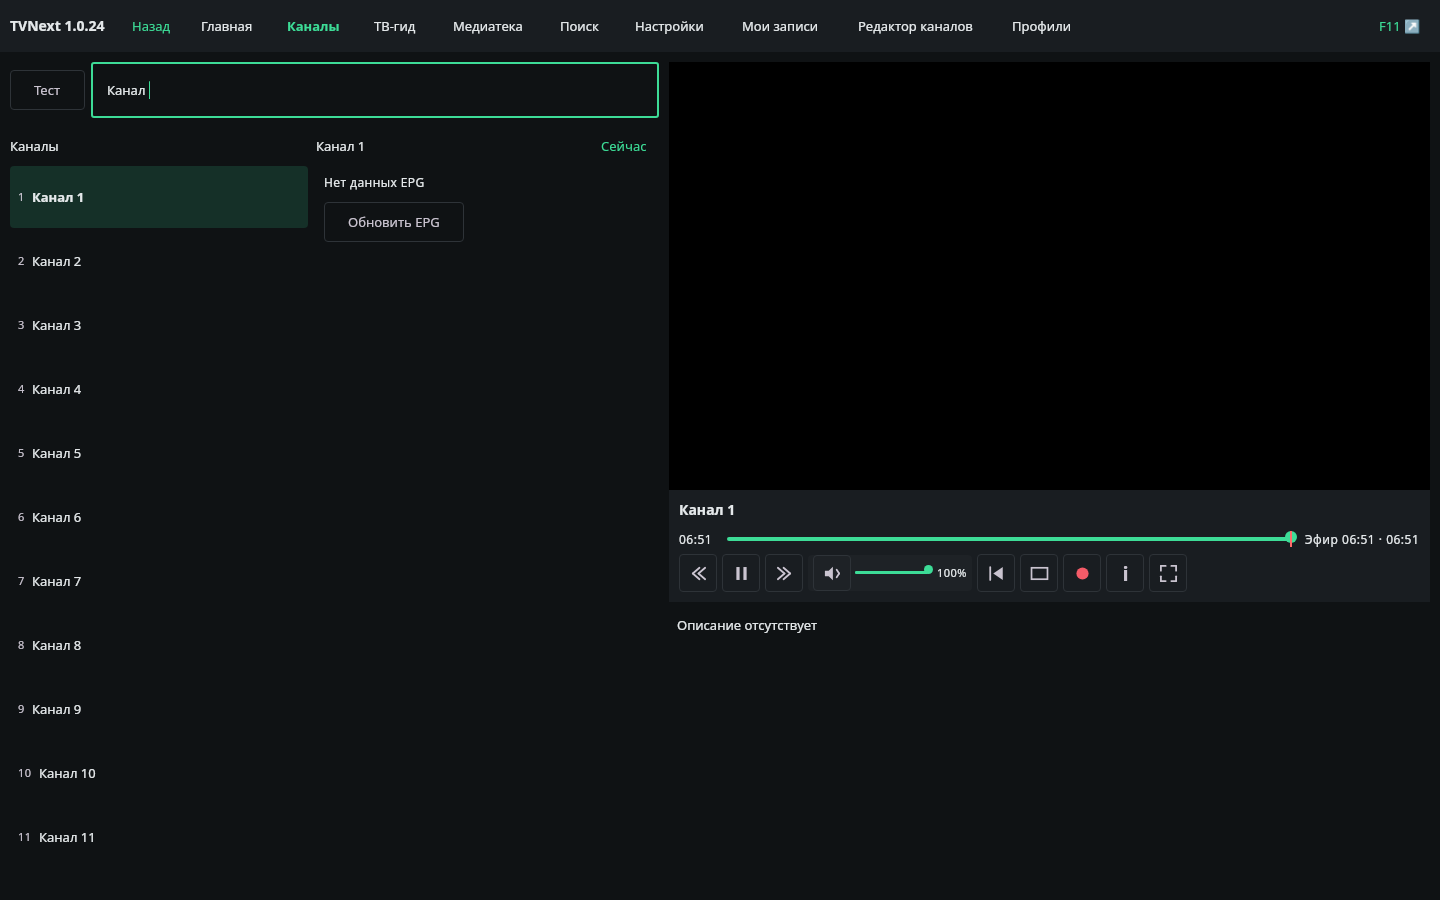 TVNext 1.0.24 Назад Главная Каналы ТВ-гид Медиатека Поиск Настройки Мои записи Редактор каналов Профили F11 ↗
Тест Канал
Каналы Канал 1 Сейчас
1 Канал 1
Нет данных EPG
Обновить EPG
2 Канал 2
3 Канал 3
4 Канал 4
5 Канал 5
6 Канал 6
7 Канал 7
8 Канал 8
9 Канал 9
10 Канал 10
11 Канал 11
Канал 1
06:51 Эфир 06:51 · 06:51
100%
Описание отсутствует